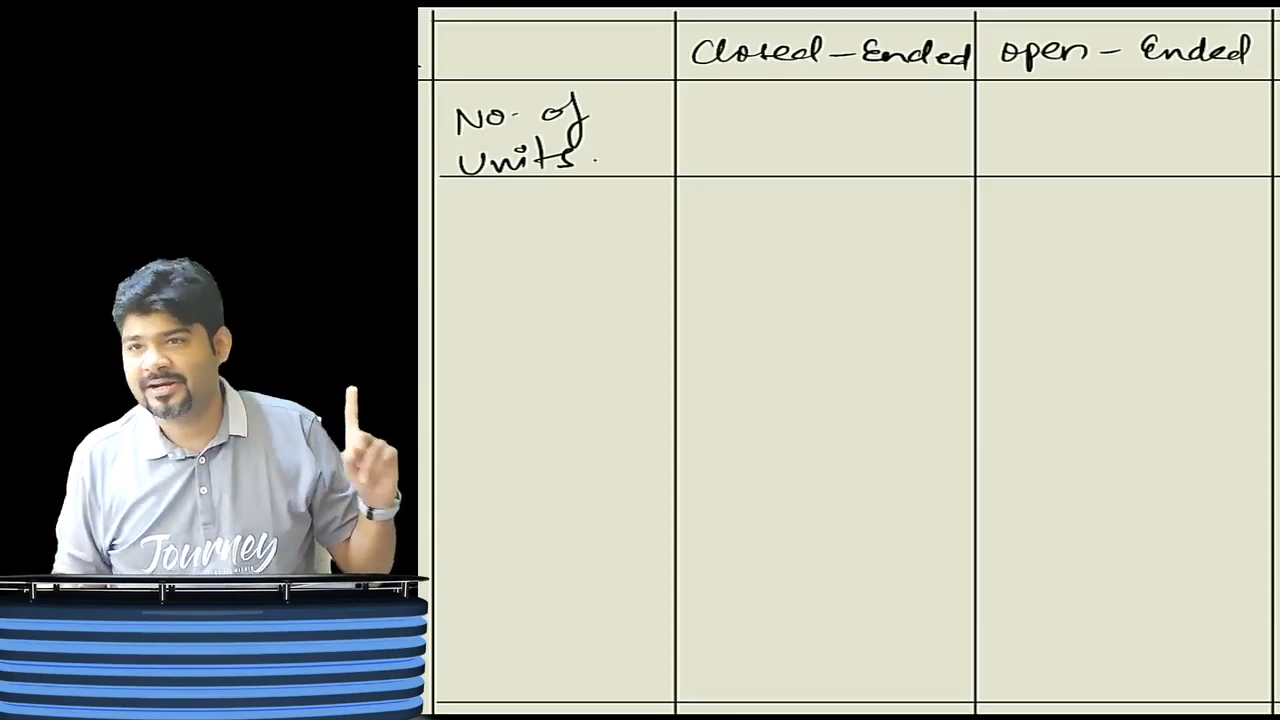 Closed-Ended
open- Ended
No. of
Units.
Journey